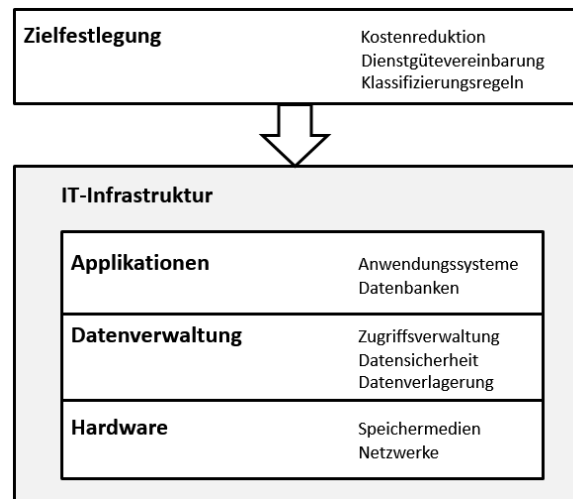 Zielfestlegung
Kostenreduktion
Dienstgütevereinbarung
Klassifizierungsregeln
IT-Infrastruktur
Applikationen
Anwendungssysteme
Datenbanken
Datenverwaltung
Zugriffsverwaltung
Datensicherheit
Datenverlagerung
Hardware
Speichermedien
Netzwerke